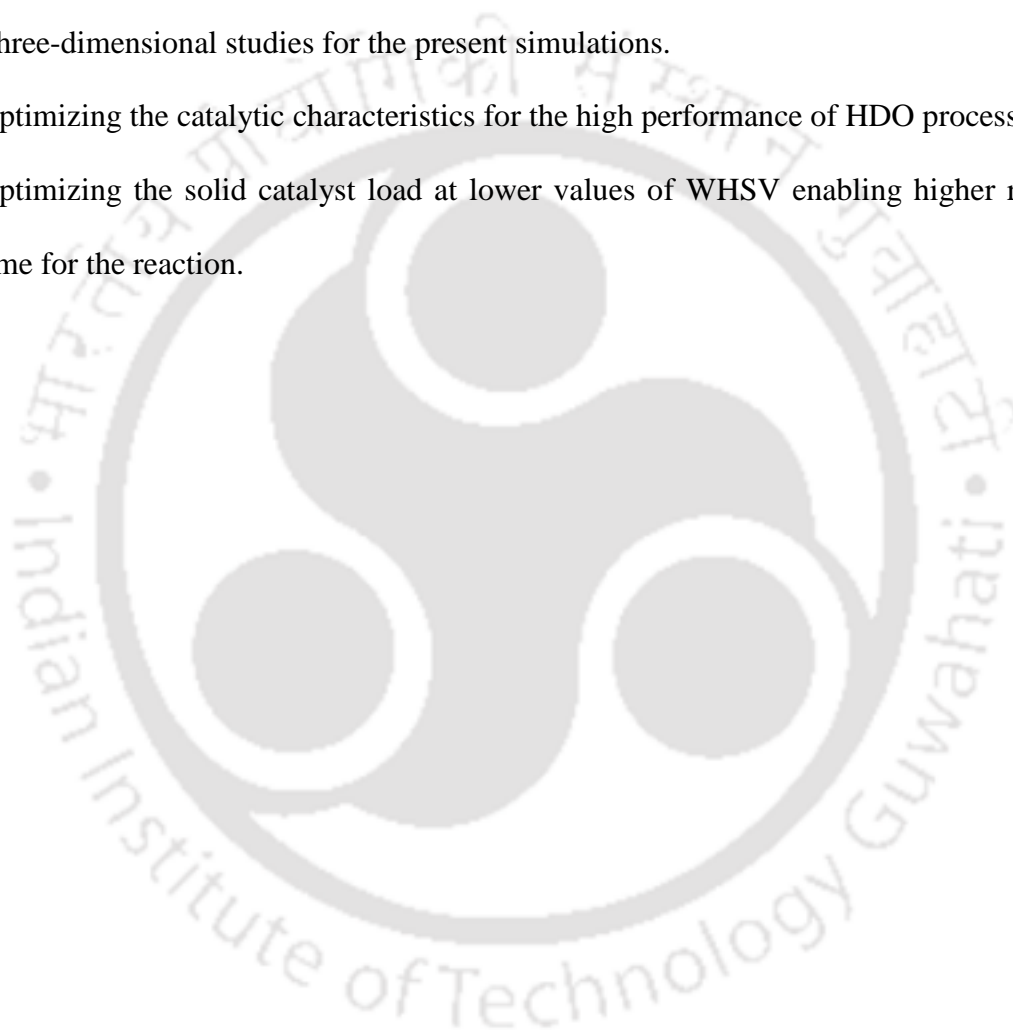 hree-dimensional studies for the present simulations.
ptimizing the catalytic characteristics for the high performance of HDO process
ptimizing the solid catalyst load at lower values of WHSV enabling higher r
me for the reaction.
Indian Institute of Technology Guwahati